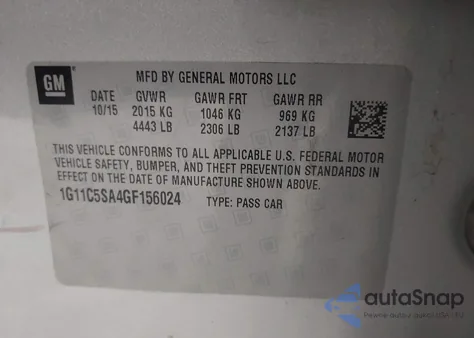 GM
MFD BY GENERAL MOTORS LLC
DATE GVWR GAWR FRT GAWR RR
10/15 2015 KG 1046 KG 969 KG
4443 LB 2306 LB 2137 LB
THIS VEHICLE CONFORMS TO ALL APPLICABLE U.S. FEDERAL MOTOR
VEHICLE SAFETY, BUMPER, AND THEFT PREVENTION STANDARDS IN
EFFECT ON THE DATE OF MANUFACTURE SHOWN ABOVE.
1G11C5SA4GF156024 TYPE: PASS CAR
autaSnap